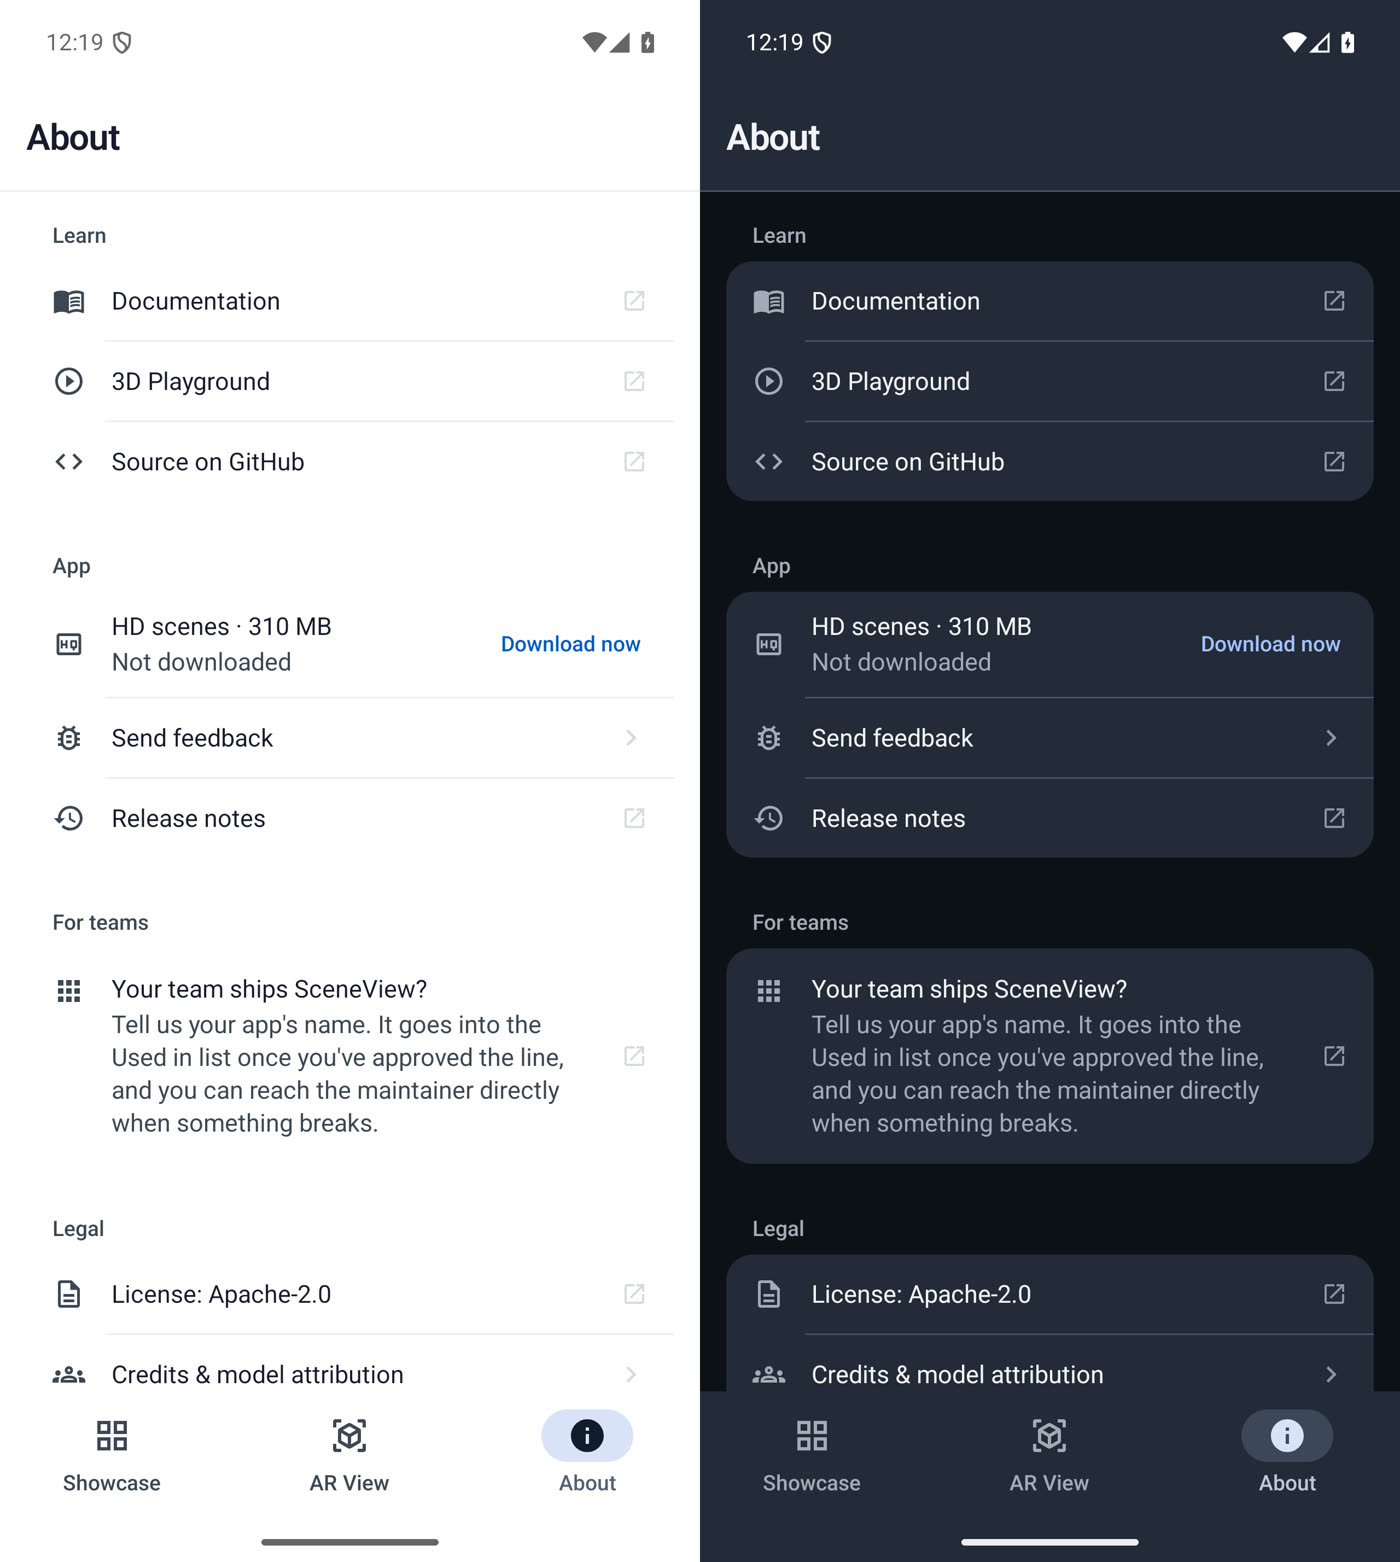 12:19
About
Learn
Documentation
3D Playground
Source on GitHub
App
HQ
HD scenes · 310 MB
Not downloaded
Download now
Send feedback
Release notes
For teams
Your team ships SceneView?
Tell us your app's name. It goes into the
Used in list once you've approved the line,
and you can reach the maintainer directly
when something breaks.
Legal
License: Apache-2.0
Credits & model attribution
Showcase
AR View
About
12:19
About
Learn
Documentation
3D Playground
Source on GitHub
App
HQ
HD scenes · 310 MB
Not downloaded
Download now
Send feedback
Release notes
For teams
Your team ships SceneView?
Tell us your app's name. It goes into the
Used in list once you've approved the line,
and you can reach the maintainer directly
when something breaks.
Legal
License: Apache-2.0
Credits & model attribution
Showcase
AR View
About